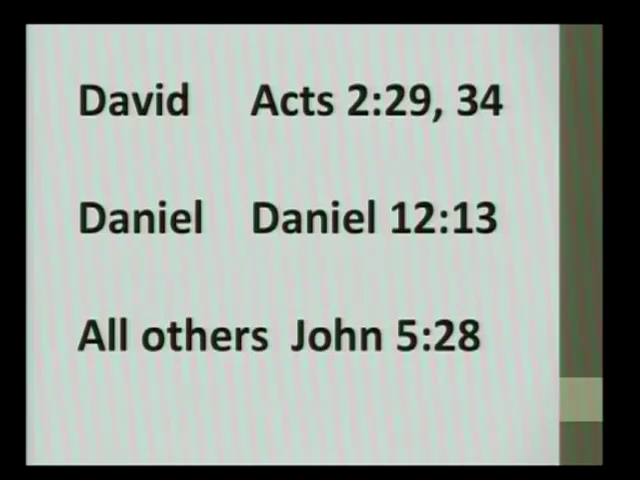 David Acts 2:29, 34
Daniel Daniel 12:13
All others John 5:28